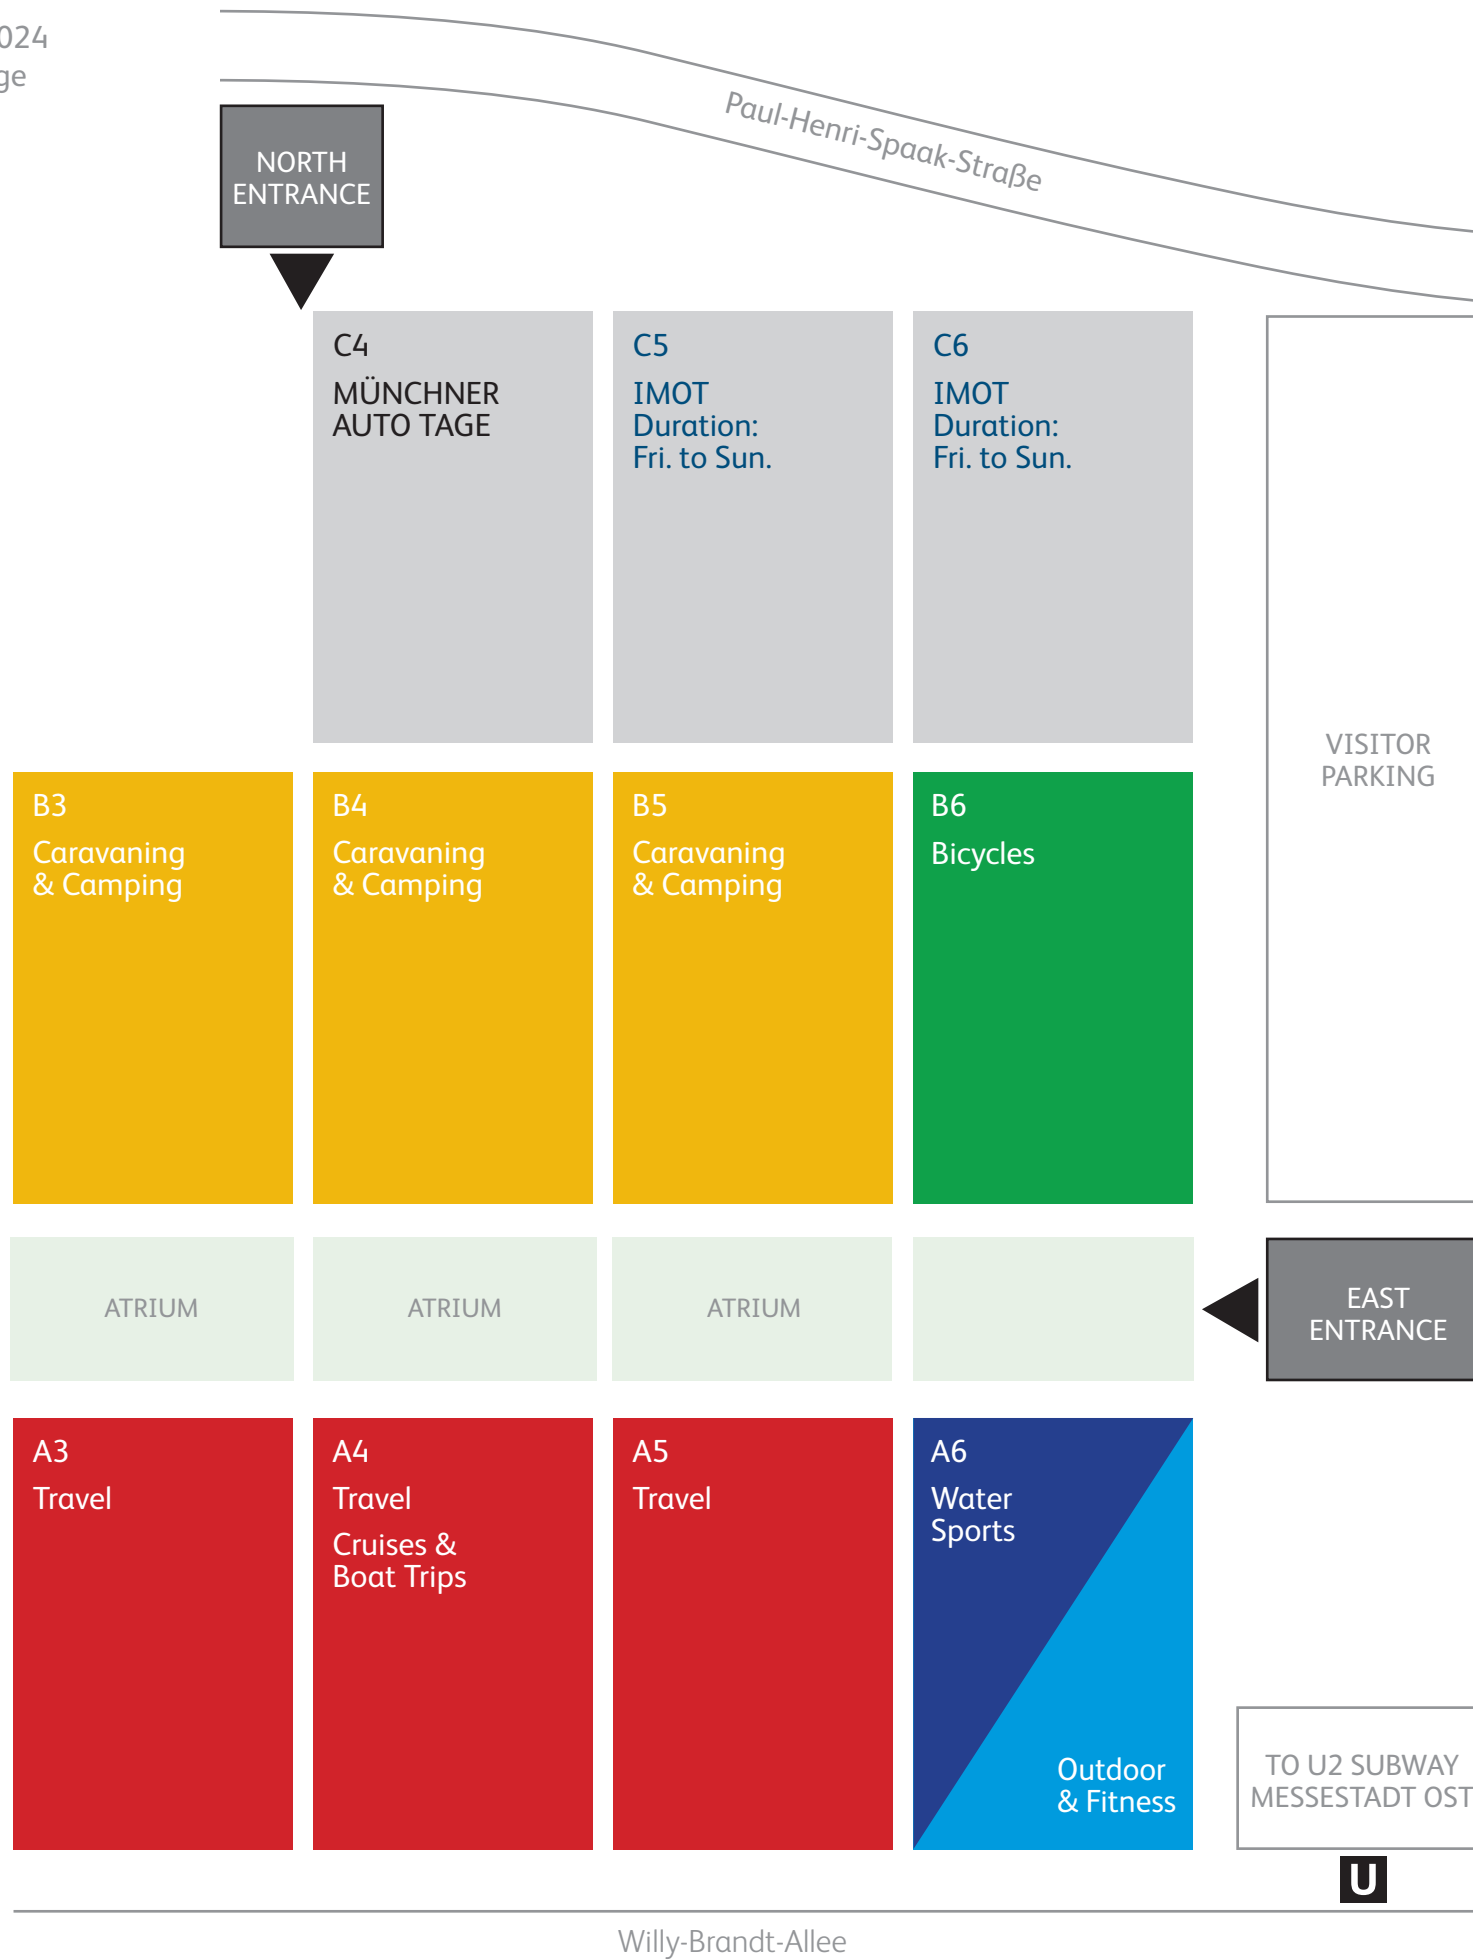 024
ge
Paul-Henri-Spaak-Straße
NORTH
ENTRANCE
C4
MÜNCHNER
AUTO TAGE
C5
IMOT
Duration:
Fri. to Sun.
C6
IMOT
Duration:
Fri. to Sun.
VISITOR
PARKING
B3
Caravaning
& Camping
B4
Caravaning
& Camping
B5
Caravaning
& Camping
B6
Bicycles
ATRIUM
ATRIUM
ATRIUM
EAST
ENTRANCE
A3
Travel
A4
Travel
Cruises &
Boat Trips
A5
Travel
A6
Water
Sports
Outdoor
& Fitness
TO U2 SUBWAY
MESSESTADT OST
U
Willy-Brandt-Allee